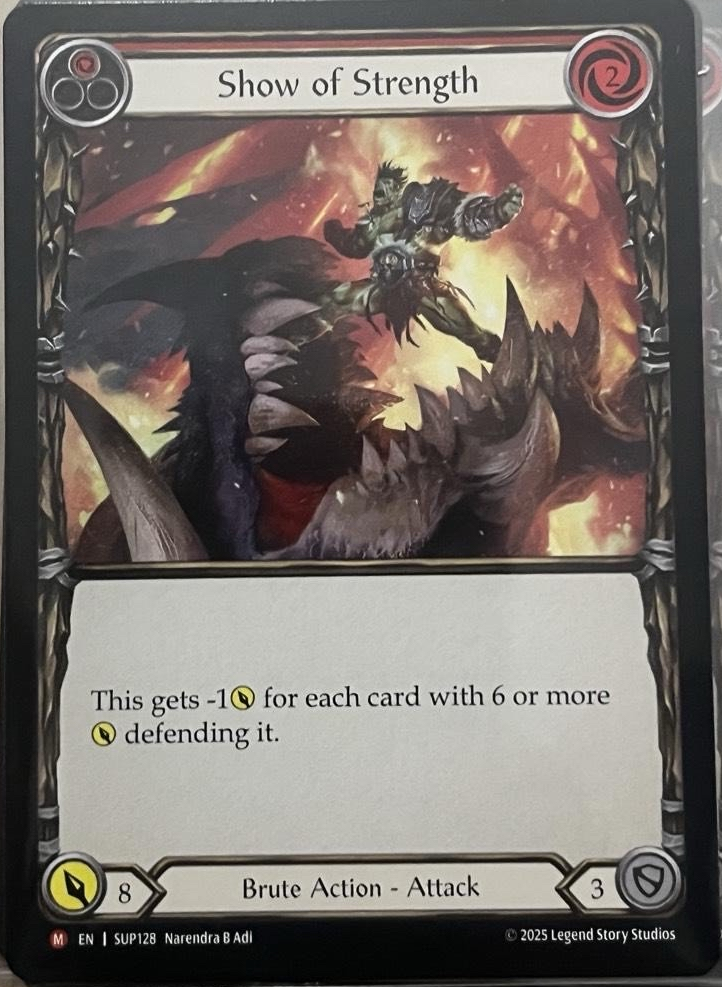 Show of Strength
2
This gets -1 for each card with 6 or more
defending it.
8
Brute Action - Attack
3
M EN | SUP128 Narendra B Adi
© 2025 Legend Story Studios